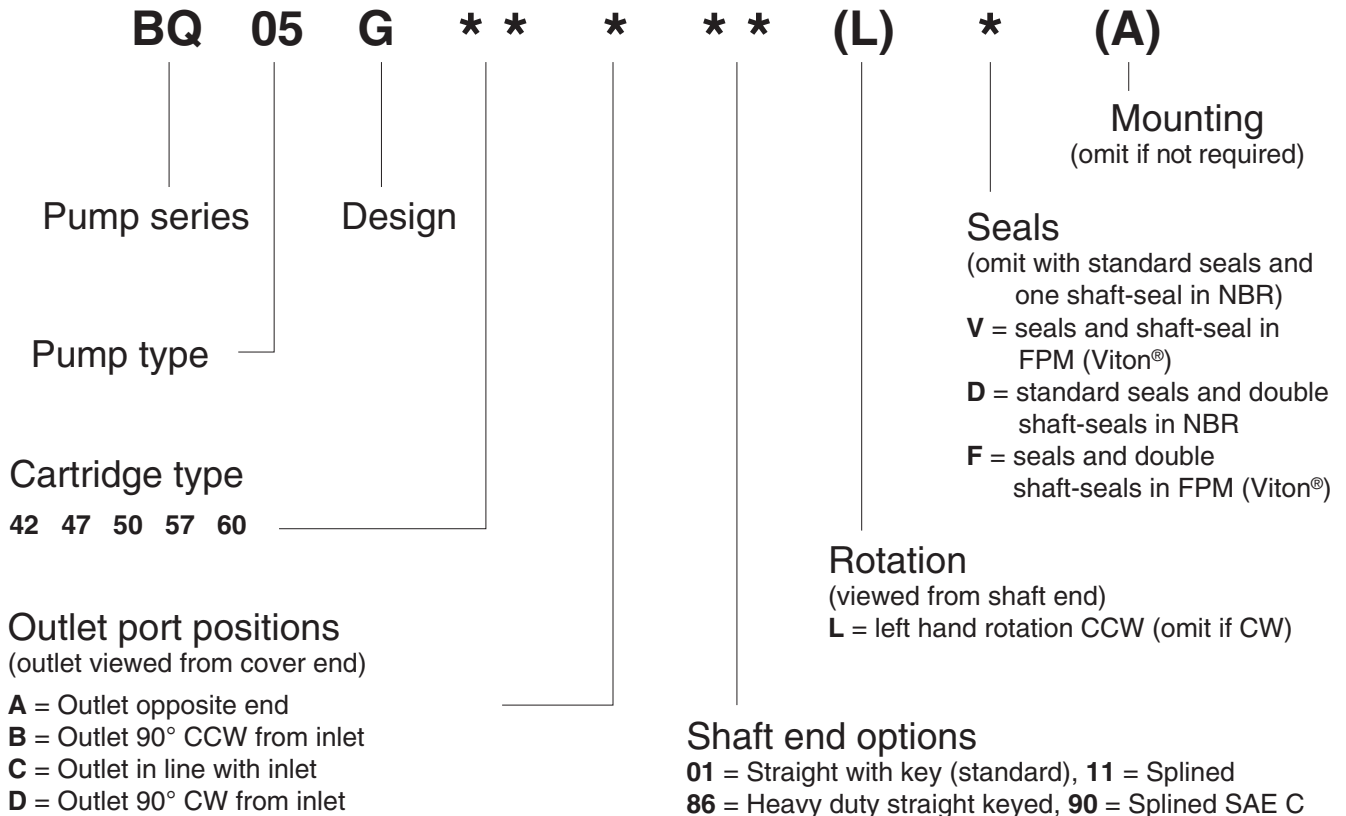 BQ 05 G * * * * * (L) * (A)
Mounting
(omit if not required)
Pump series
Design
Seals
(omit with standard seals and
one shaft-seal in NBR)
V = seals and shaft-seal in
FPM (Viton®)
D = standard seals and double
shaft-seals in NBR
F = seals and double
shaft-seals in FPM (Viton®)
Pump type
Cartridge type
42 47 50 57 60
Rotation
(viewed from shaft end)
L = left hand rotation CCW (omit if CW)
Outlet port positions
(outlet viewed from cover end)
A = Outlet opposite end
B = Outlet 90° CCW from inlet
C = Outlet in line with inlet
D = Outlet 90° CW from inlet
Shaft end options
01 = Straight with key (standard), 11 = Splined
86 = Heavy duty straight keyed, 90 = Splined SAE C